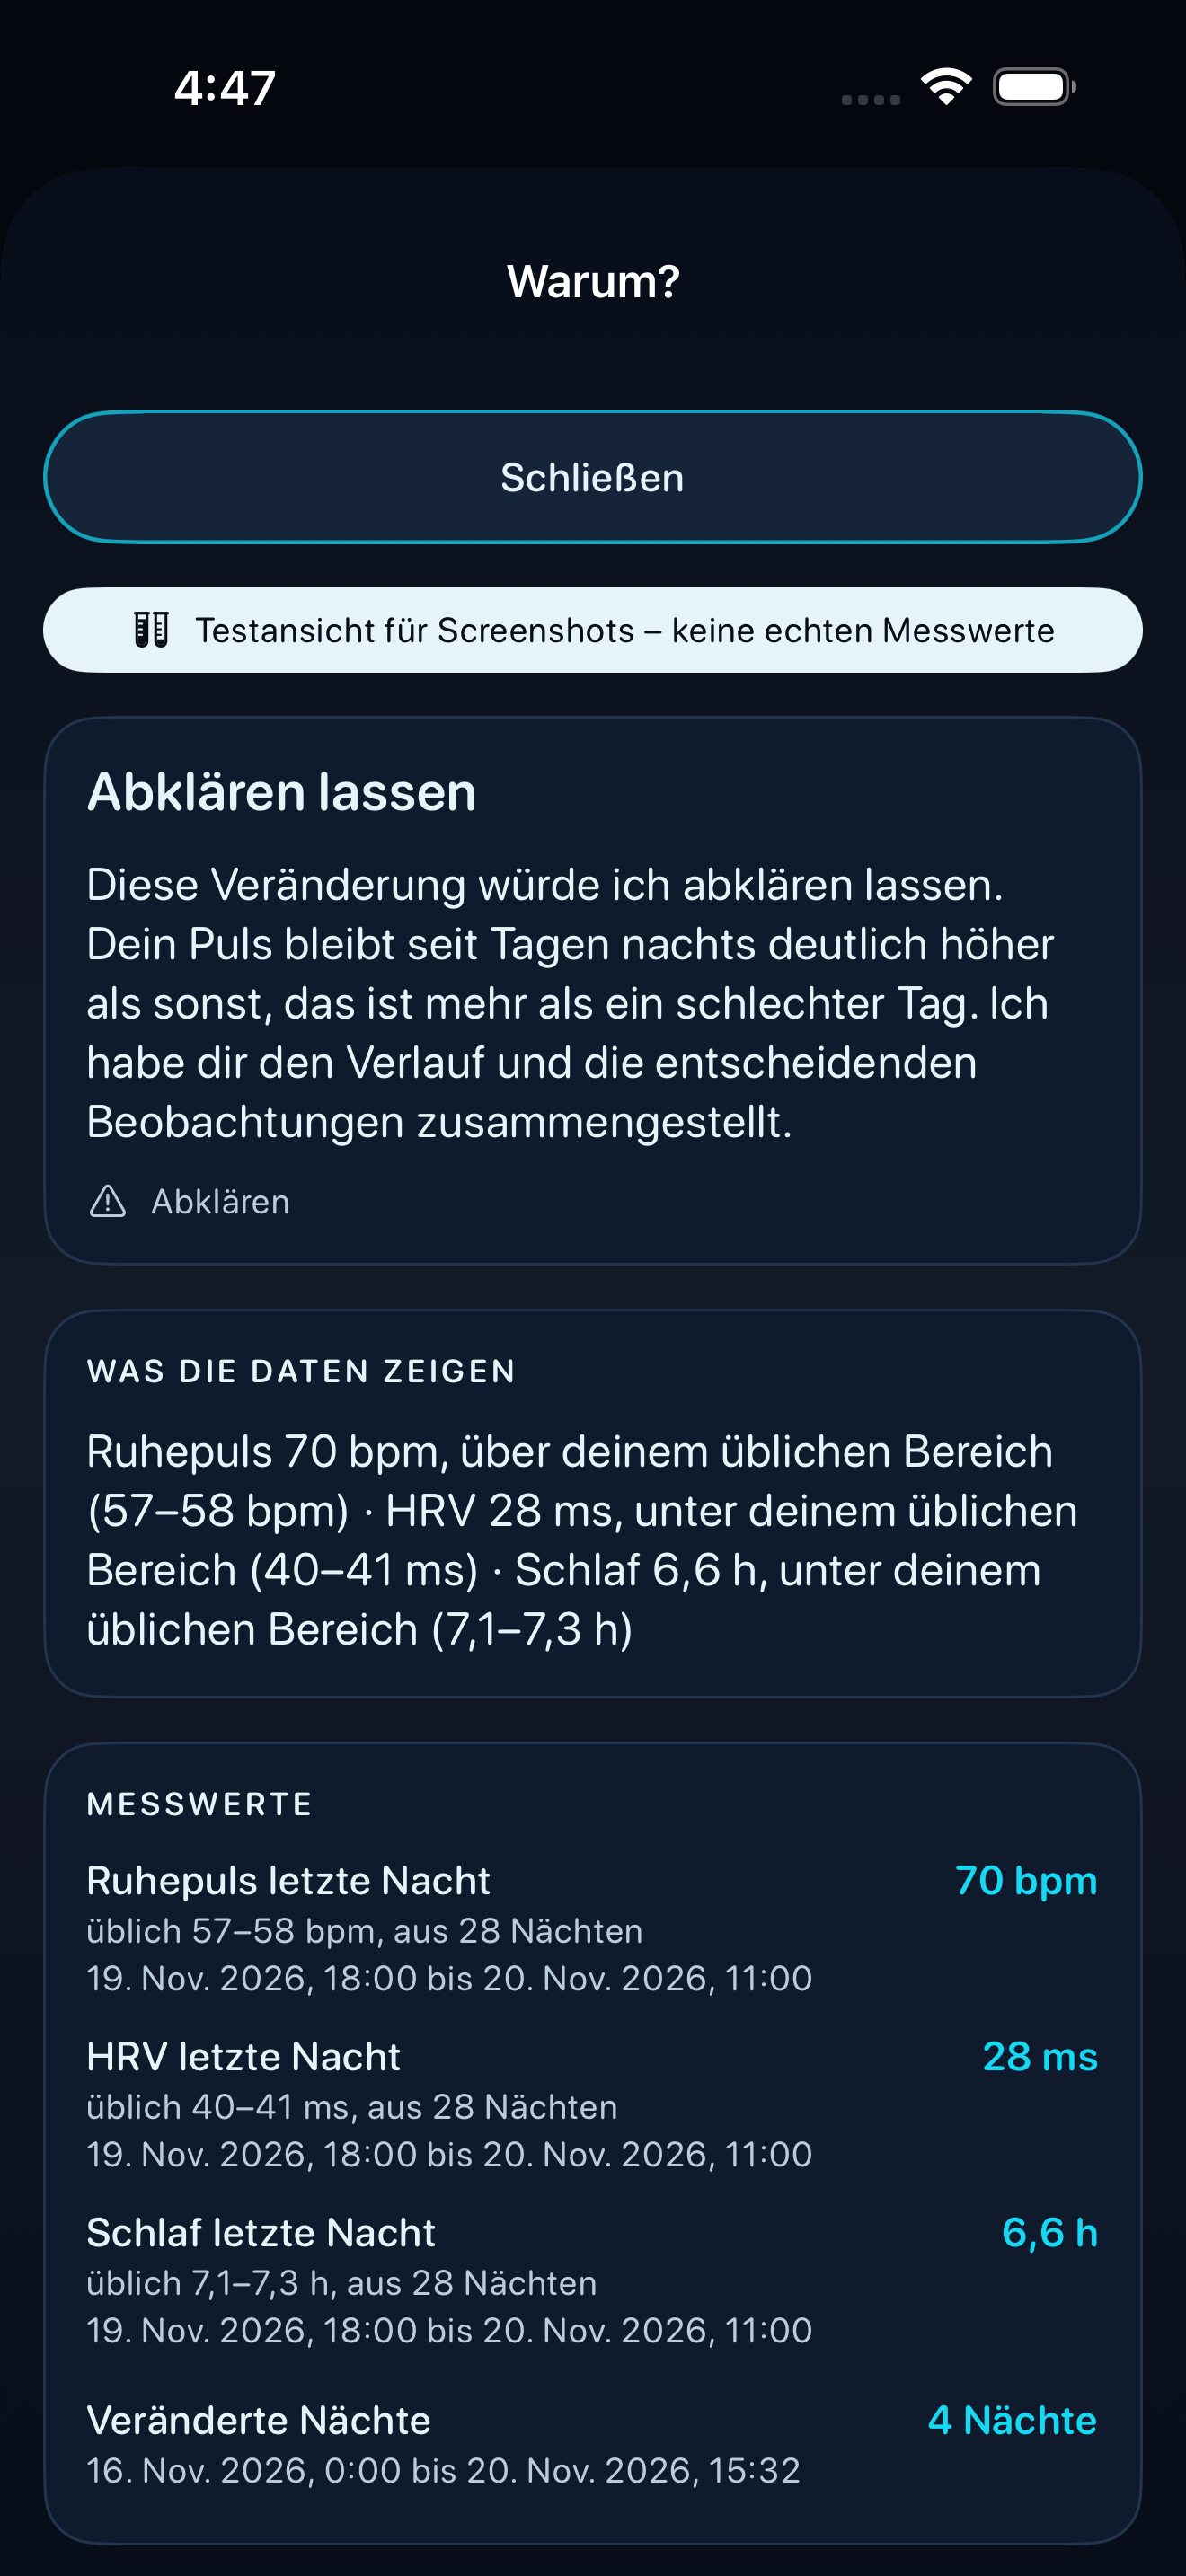 4:47
Warum?
Schließen
Testansicht für Screenshots – keine echten Messwerte
Abklären lassen
Diese Veränderung würde ich abklären lassen.
Dein Puls bleibt seit Tagen nachts deutlich höher
als sonst, das ist mehr als ein schlechter Tag. Ich
habe dir den Verlauf und die entscheidenden
Beobachtungen zusammengestellt.
Abklären
WAS DIE DATEN ZEIGEN
Ruhepuls 70 bpm, über deinem üblichen Bereich
(57–58 bpm) · HRV 28 ms, unter deinem üblichen
Bereich (40–41 ms) · Schlaf 6,6 h, unter deinem
üblichen Bereich (7,1–7,3 h)
MESSWERTE
Ruhepuls letzte Nacht 70 bpm
üblich 57–58 bpm, aus 28 Nächten
19. Nov. 2026, 18:00 bis 20. Nov. 2026, 11:00
HRV letzte Nacht 28 ms
üblich 40–41 ms, aus 28 Nächten
19. Nov. 2026, 18:00 bis 20. Nov. 2026, 11:00
Schlaf letzte Nacht 6,6 h
üblich 7,1–7,3 h, aus 28 Nächten
19. Nov. 2026, 18:00 bis 20. Nov. 2026, 11:00
Veränderte Nächte 4 Nächte
16. Nov. 2026, 0:00 bis 20. Nov. 2026, 15:32